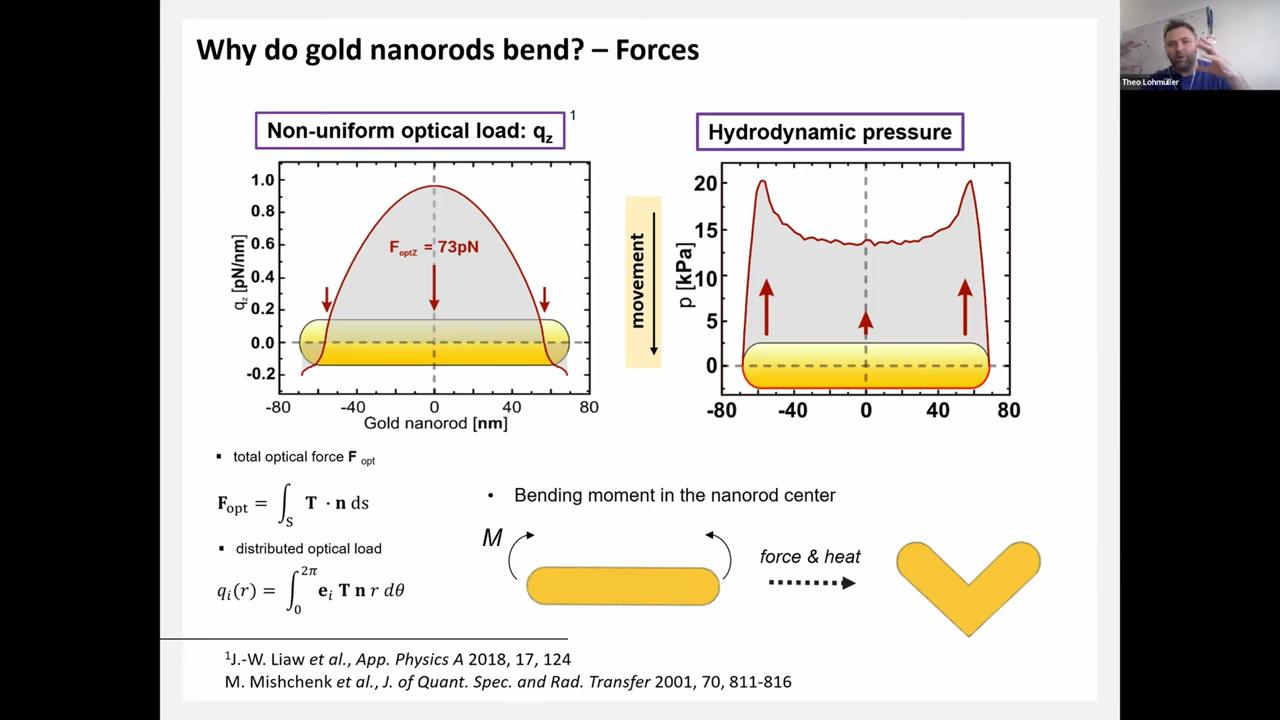 Why do gold nanorods bend? – Forces
Theo Lohmüller
Non-uniform optical load: qz
1
1.0
0.8
0.6
0.4
0.2
0.0
-0.2
qz [pN/nm]
FoptZ = 73pN
-80
-40
0
40
80
Gold nanorod [nm]
movement
Hydrodynamic pressure
20
15
10
5
0
p [kPa]
-80
-40
0
40
80
▪ total optical force F opt
Fopt = ∫S T · n ds
▪ distributed optical load
qi(r) = ∫0 2π ei T n r dθ
• Bending moment in the nanorod center
M
force & heat
1J.-W. Liaw et al., App. Physics A 2018, 17, 124
M. Mishchenk et al., J. of Quant. Spec. and Rad. Transfer 2001, 70, 811-816